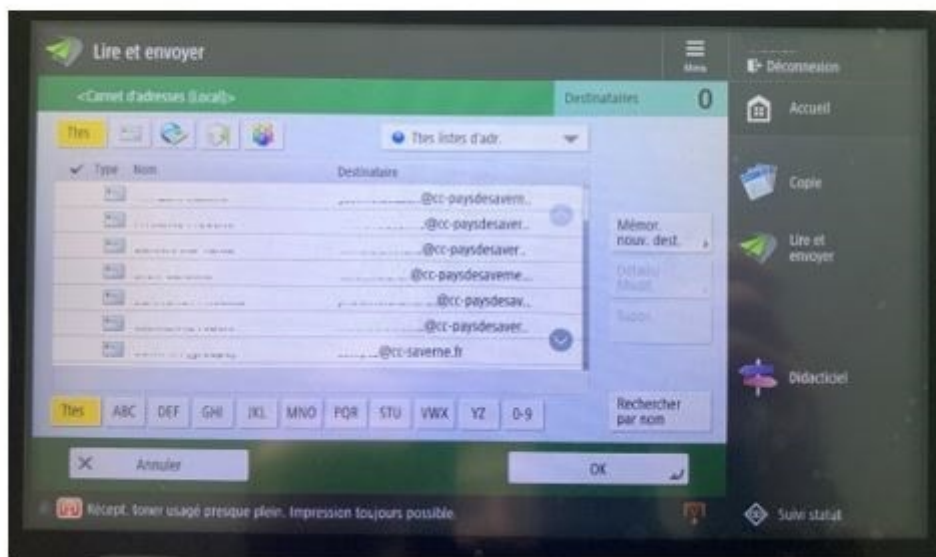 Lire et envoyer
Menu
Déconnexion
<Carnet d'adresses (Local)>
Destinataires 0
Accueil
Ttes
Ttes listes d'adr.
Type Nom Destinataire
Copie
@cc-paysdesavern..
@cc-paysdesaver..
@cc-paysdesaver..
@cc-paysdesaverne...
@cc-paysdesav..
@cc-paysdesaver..
@cc-saverne.fr
Mémor.
nouv. dest.
Détails/
Suppr.
Lire et
envoyer
Didacticiel
Ttes ABC DEF GHI JKL MNO PQR STU VWX YZ 0-9
Rechercher
par nom
Annuler
OK
Récept. toner usagé presque plein. Impression toujours possible.
Suivi statut